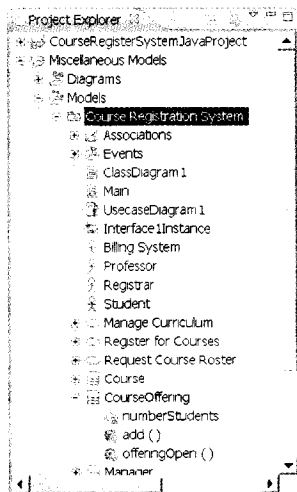 Project Explorer
CourseRegisterSystemJavaProject
Miscellaneous Models
Diagrams
Models
Course Registration System
Associations
Events
ClassDiagram1
Main
UsecaseDiagram1
Interface1Instance
Billing System
Professor
Registrar
Student
Manage Curriculum
Register for Courses
Request Course Roster
Course
CourseOffering
numberStudents
add ()
offeringOpen ()
Manager